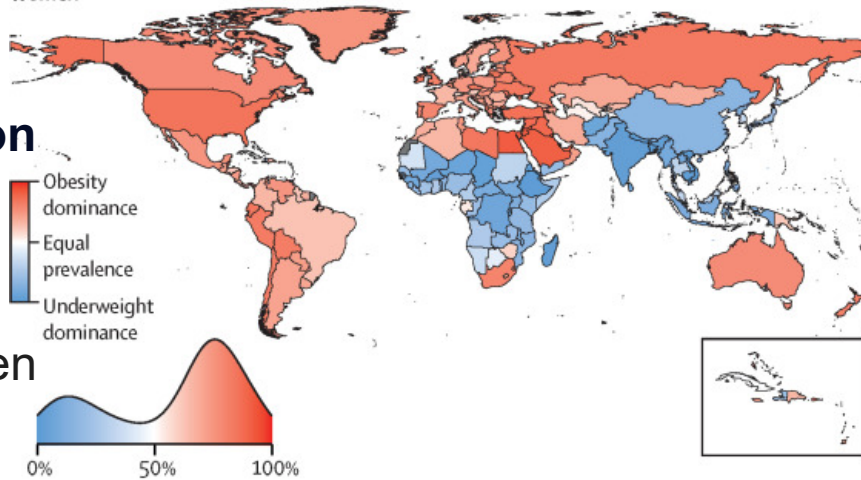 on
Obesity
dominance
Equal
prevalence
Underweight
dominance
en
0% 50% 100%